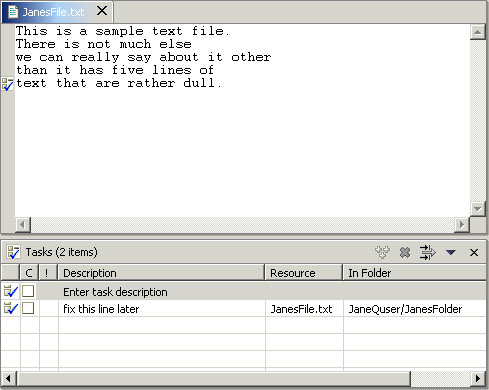 JanesFile.txt
This is a sample text file.
There is not much else
we can really say about it other
than it has five lines of
text that are rather dull.
Tasks (2 items)
C ! Description Resource In Folder
Enter task description
fix this line later JanesFile.txt JaneQuser/JanesFolder